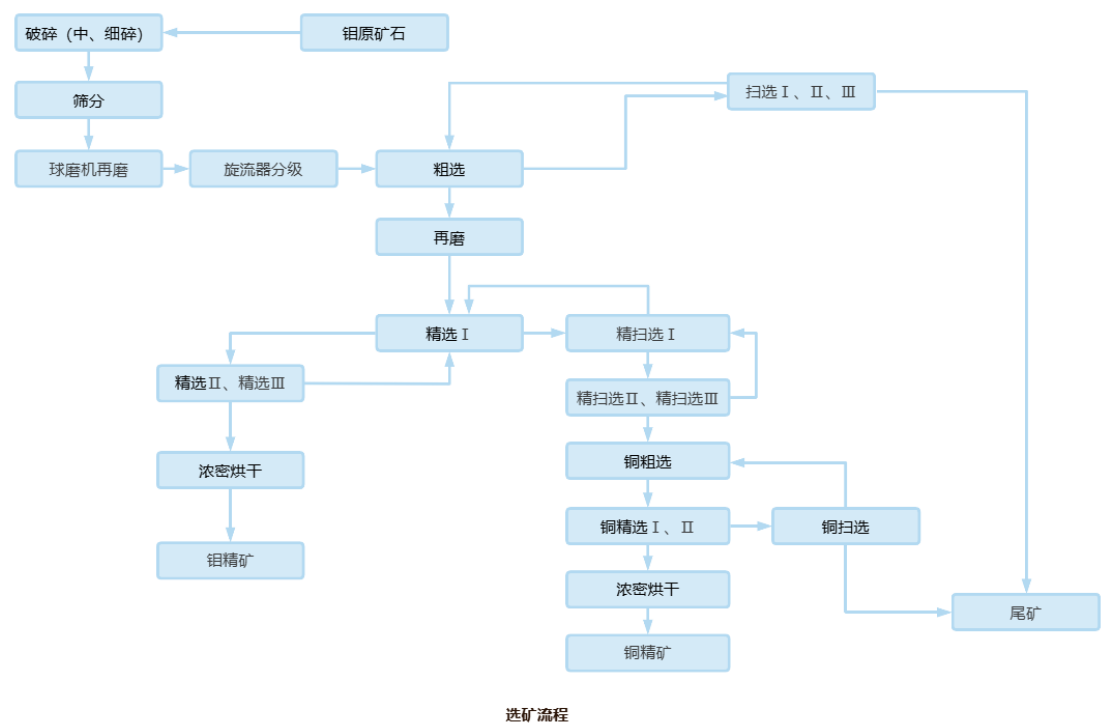 破碎（中、细碎）
钼原矿石
筛分
扫选Ⅰ、Ⅱ、Ⅲ
球磨机再磨
旋流器分级
粗选
再磨
精选Ⅰ
精扫选Ⅰ
精选Ⅱ、精选Ⅲ
精扫选Ⅱ、精扫选Ⅲ
浓密烘干
铜粗选
铜精选Ⅰ、Ⅱ
铜扫选
钼精矿
浓密烘干
尾矿
铜精矿
选矿流程